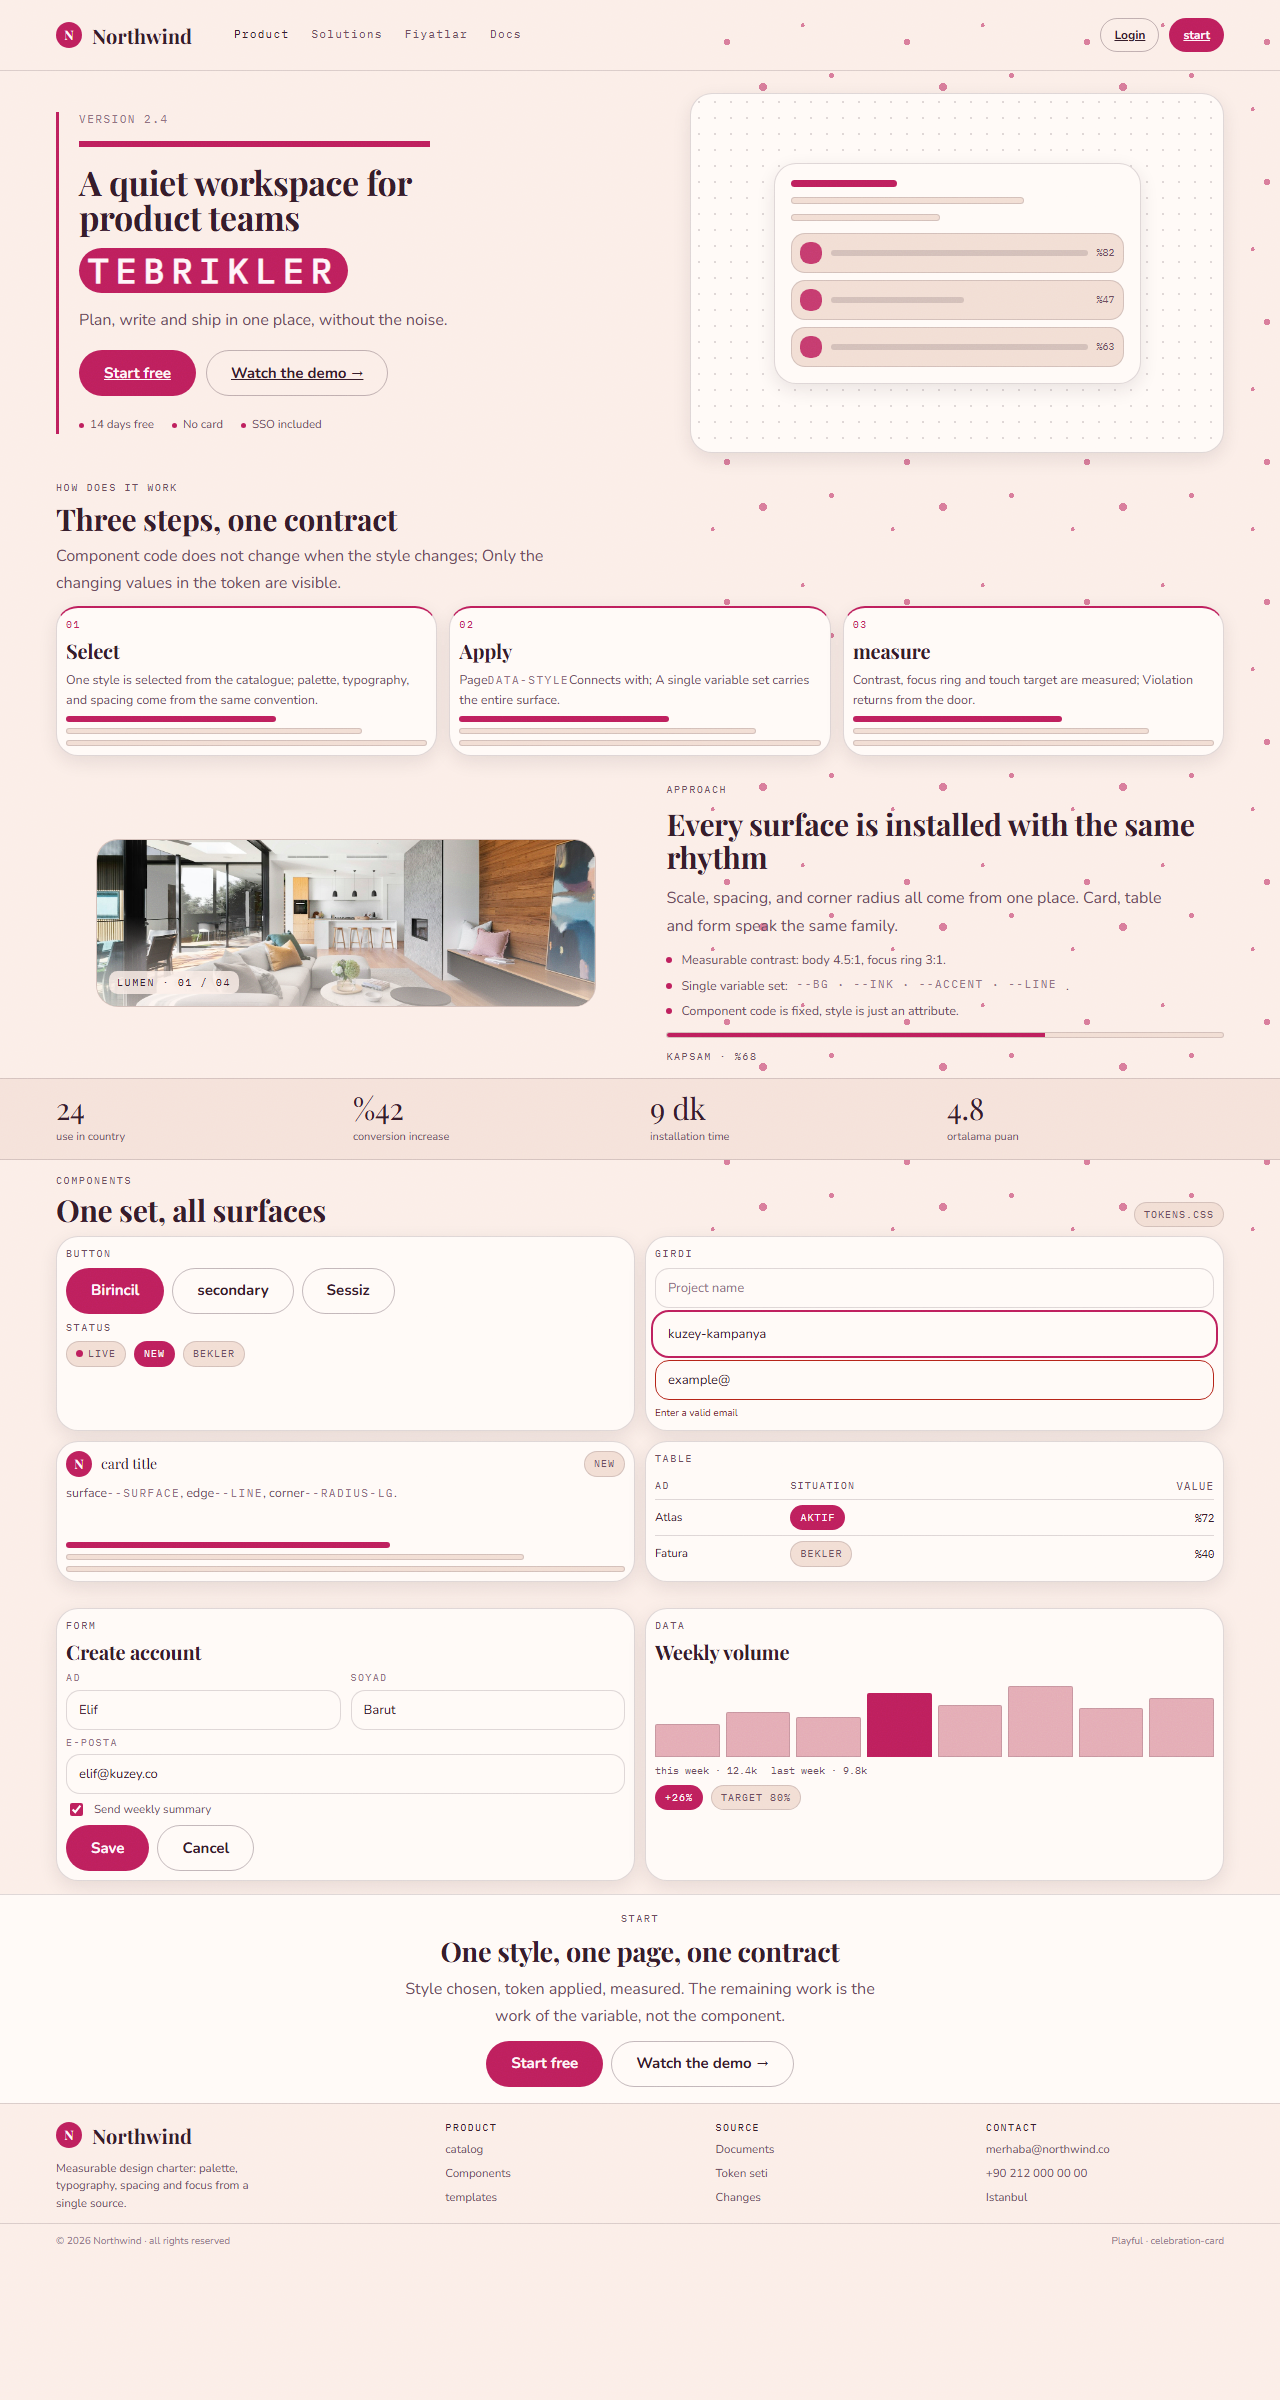 N Northwind Product Solutions Fiyatlar Docs Login start
VERSION 2.4
A quiet workspace for
product teams
TEBRIKLER
Plan, write and ship in one place, without the noise.
Start free Watch the demo →
14 days free No card SSO included
%82
%47
%63
HOW DOES IT WORK
Three steps, one contract
Component code does not change when the style changes; Only the
changing values in the token are visible.
01
Select
One style is selected from the catalogue; palette, typography,
and spacing come from the same convention.
02
Apply
PageDATA-STYLEConnects with; A single variable set carries
the entire surface.
03
measure
Contrast, focus ring and touch target are measured; Violation
returns from the door.
LUMEN · 01 / 04
APPROACH
Every surface is installed with the same
rhythm
Scale, spacing, and corner radius all come from one place. Card, table
and form speak the same family.
Measurable contrast: body 4.5:1, focus ring 3:1.
Single variable set: --BG · --INK · --ACCENT · --LINE .
Component code is fixed, style is just an attribute.
KAPSAM · %68
24
use in country
%42
conversion increase
9 dk
installation time
4.8
ortalama puan
COMPONENTS
One set, all surfaces
TOKENS.CSS
BUTTON
Birincil secondary Sessiz
STATUS
LIVE NEW BEKLER
GIRDI
Project name
kuzey-kampanya
example@
Enter a valid email
N card title NEW
surface--SURFACE, edge--LINE, corner--RADIUS-LG.
TABLE
AD SITUATION VALUE
Atlas AKTIF %72
Fatura BEKLER %40
FORM
Create account
AD SOYAD
Elif Barut
E-POSTA
elif@kuzey.co
Send weekly summary
Save Cancel
DATA
Weekly volume
this week · 12.4k last week · 9.8k
+26% TARGET 80%
START
One style, one page, one contract
Style chosen, token applied, measured. The remaining work is the
work of the variable, not the component.
Start free Watch the demo →
N Northwind
Measurable design charter: palette,
typography, spacing and focus from a
single source.
PRODUCT
catalog
Components
templates
SOURCE
Documents
Token seti
Changes
CONTACT
merhaba@northwind.co
+90 212 000 00 00
Istanbul
© 2026 Northwind · all rights reserved
Playful · celebration-card